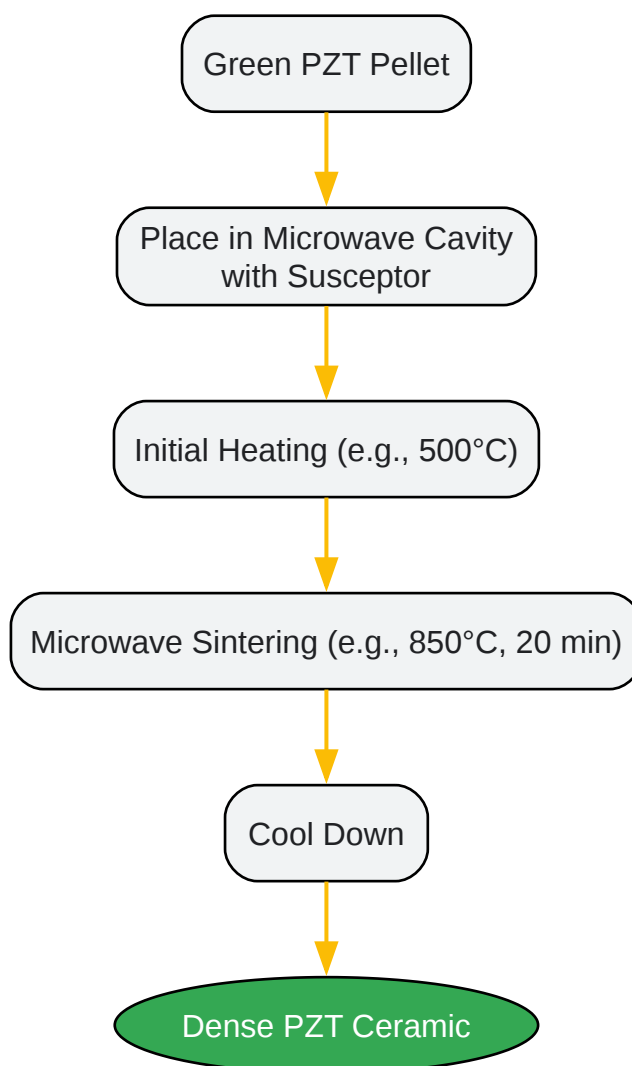 Green PZT Pellet
Place in Microwave Cavity
with Susceptor
Initial Heating (e.g., 500°C)
Microwave Sintering (e.g., 850°C, 20 min)
Cool Down
Dense PZT Ceramic